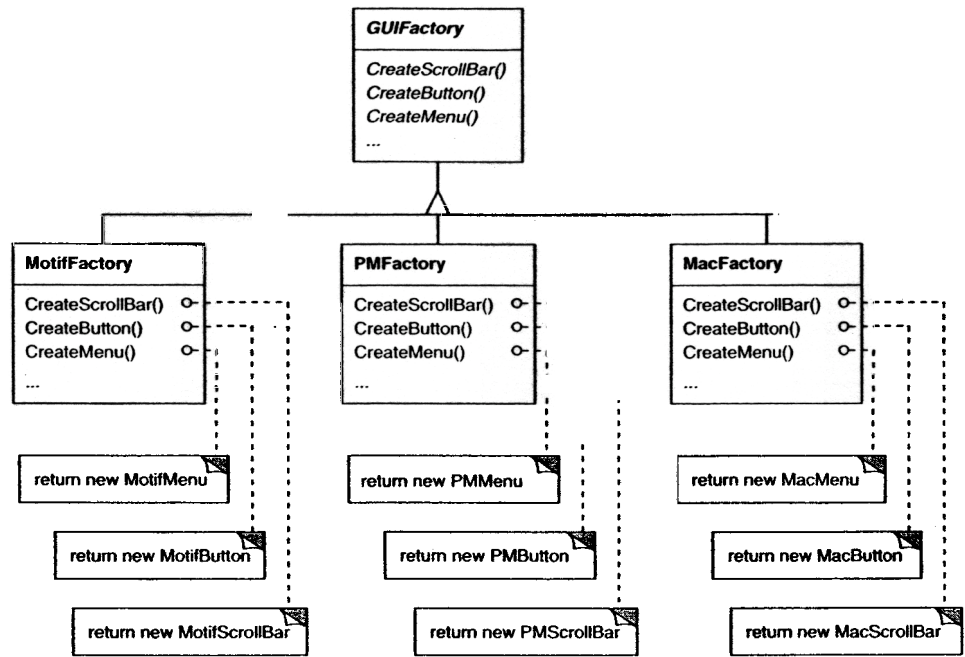 GUIFactory
CreateScrollBar()
CreateButton()
CreateMenu()
...
MotifFactory
CreateScrollBar()
CreateButton()
CreateMenu()
...
PMFactory
CreateScrollBar()
CreateButton()
CreateMenu()
...
MacFactory
CreateScrollBar()
CreateButton()
CreateMenu()
...
return new MotifMenu
return new PMMenu
return new MacMenu
return new MotifButton
return new PMButton
return new MacButton
return new MotifScrollBar
return new PMScrollBar
return new MacScrollBar